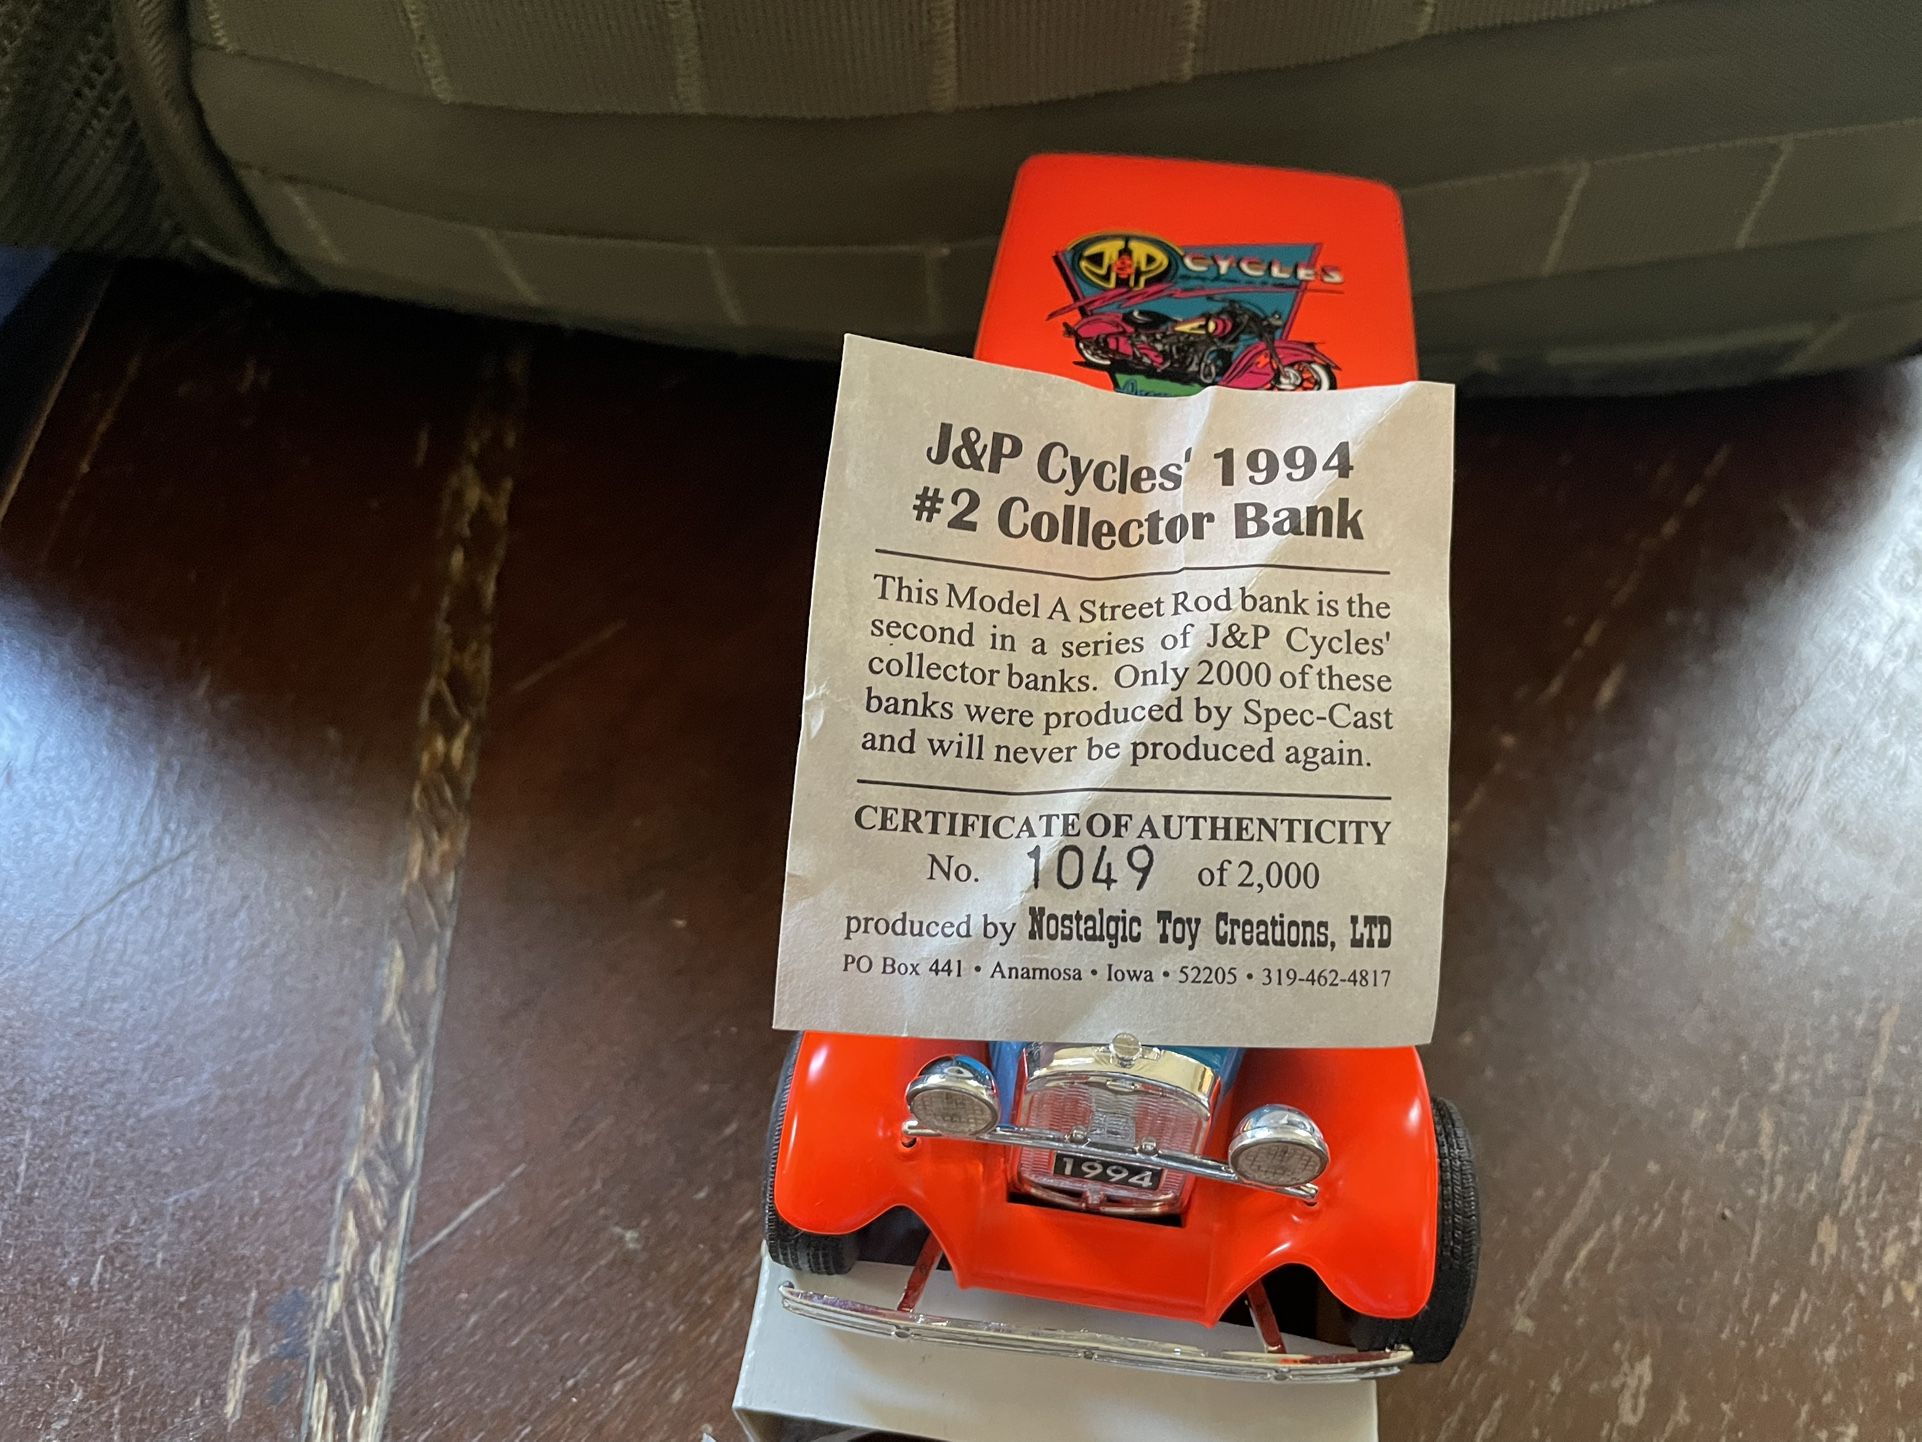 J&P CYCLES
J&P Cycles' 1994
#2 Collector Bank
This Model A Street Rod bank is the
second in a series of J&P Cycles'
collector banks. Only 2000 of these
banks were produced by Spec-Cast
and will never be produced again.
CERTIFICATE OF AUTHENTICITY
No. 1049 of 2,000
produced by Nostalgic Toy Creations, LTD
PO Box 441 • Anamosa • Iowa • 52205 • 319-462-4817
1994